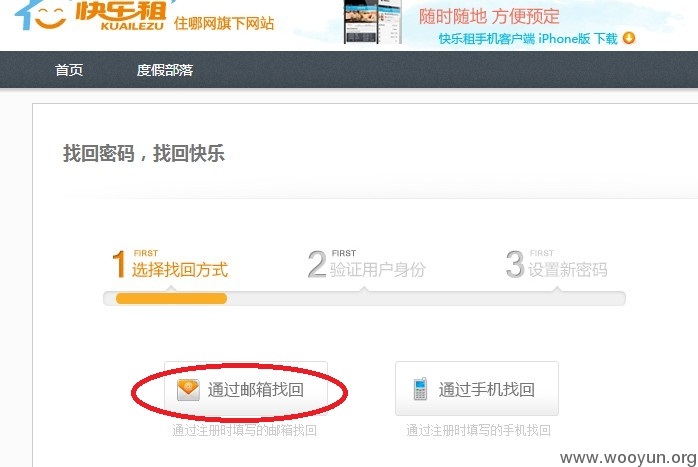 快乐租
KUAILEZU
住哪网旗下网站
随时随地 方便预定
快乐租手机客户端 iPhone版 下载
首页
度假部落
找回密码，找回快乐
1 FIRST 选择找回方式
2 FIRST 验证用户身份
3 FIRST 设置新密码
通过邮箱找回
通过手机找回
通过注册时填写的邮箱找回
通过注册时填写的手机找回
www.wooyun.org